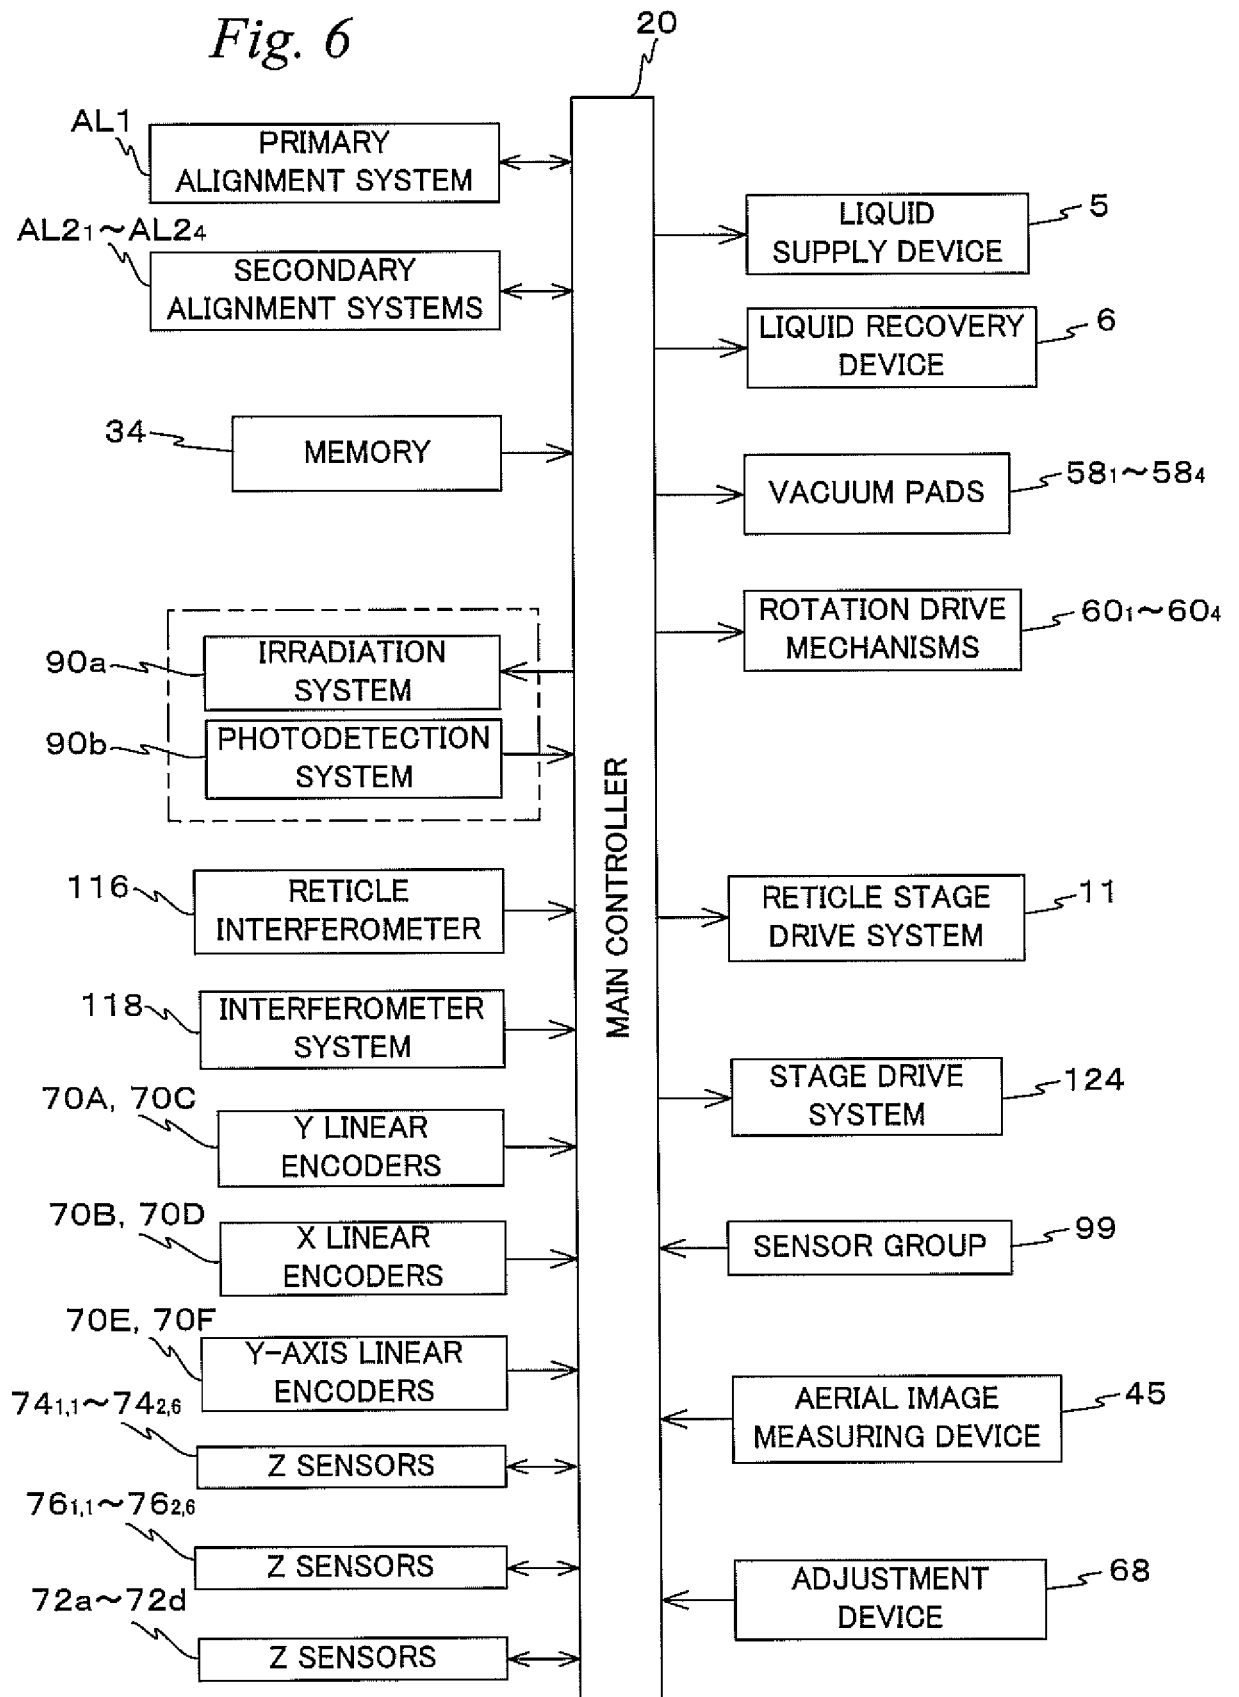 Fig. 6
20
AL1
PRIMARY
ALIGNMENT SYSTEM
AL2₁～AL2₄
SECONDARY
ALIGNMENT SYSTEMS
34
MEMORY
90a
IRRADIATION
SYSTEM
90b
PHOTODETECTION
SYSTEM
116
RETICLE
INTERFEROMETER
118
INTERFEROMETER
SYSTEM
70A, 70C
Y LINEAR
ENCODERS
70B, 70D
X LINEAR
ENCODERS
70E, 70F
Y-AXIS LINEAR
ENCODERS
74₁,₁～74₂,₆
Z SENSORS
76₁,₁～76₂,₆
Z SENSORS
72a～72d
Z SENSORS
MAIN CONTROLLER
LIQUID
SUPPLY DEVICE
5
LIQUID RECOVERY
DEVICE
6
VACUUM PADS
58₁～58₄
ROTATION DRIVE
MECHANISMS
60₁～60₄
RETICLE STAGE
DRIVE SYSTEM
11
STAGE DRIVE
SYSTEM
124
SENSOR GROUP
99
AERIAL IMAGE
MEASURING DEVICE
45
ADJUSTMENT
DEVICE
68